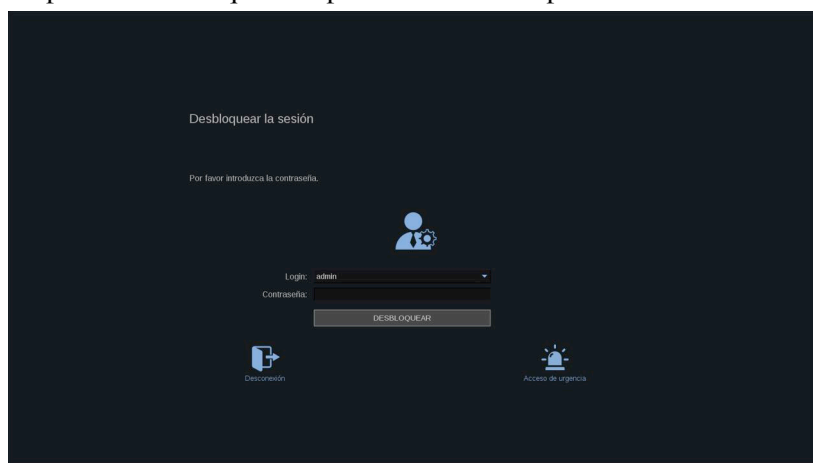 Desbloquear la sesión
Por favor introduzca la contraseña.
Login: admin
Contraseña:
DESBLOQUEAR
Desconexión
Acceso de urgencia